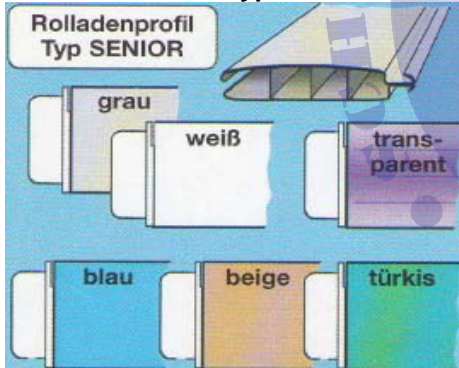 Rolladenprofil
Typ SENIOR
grau
weiß
trans-
parent
blau
beige
türkis